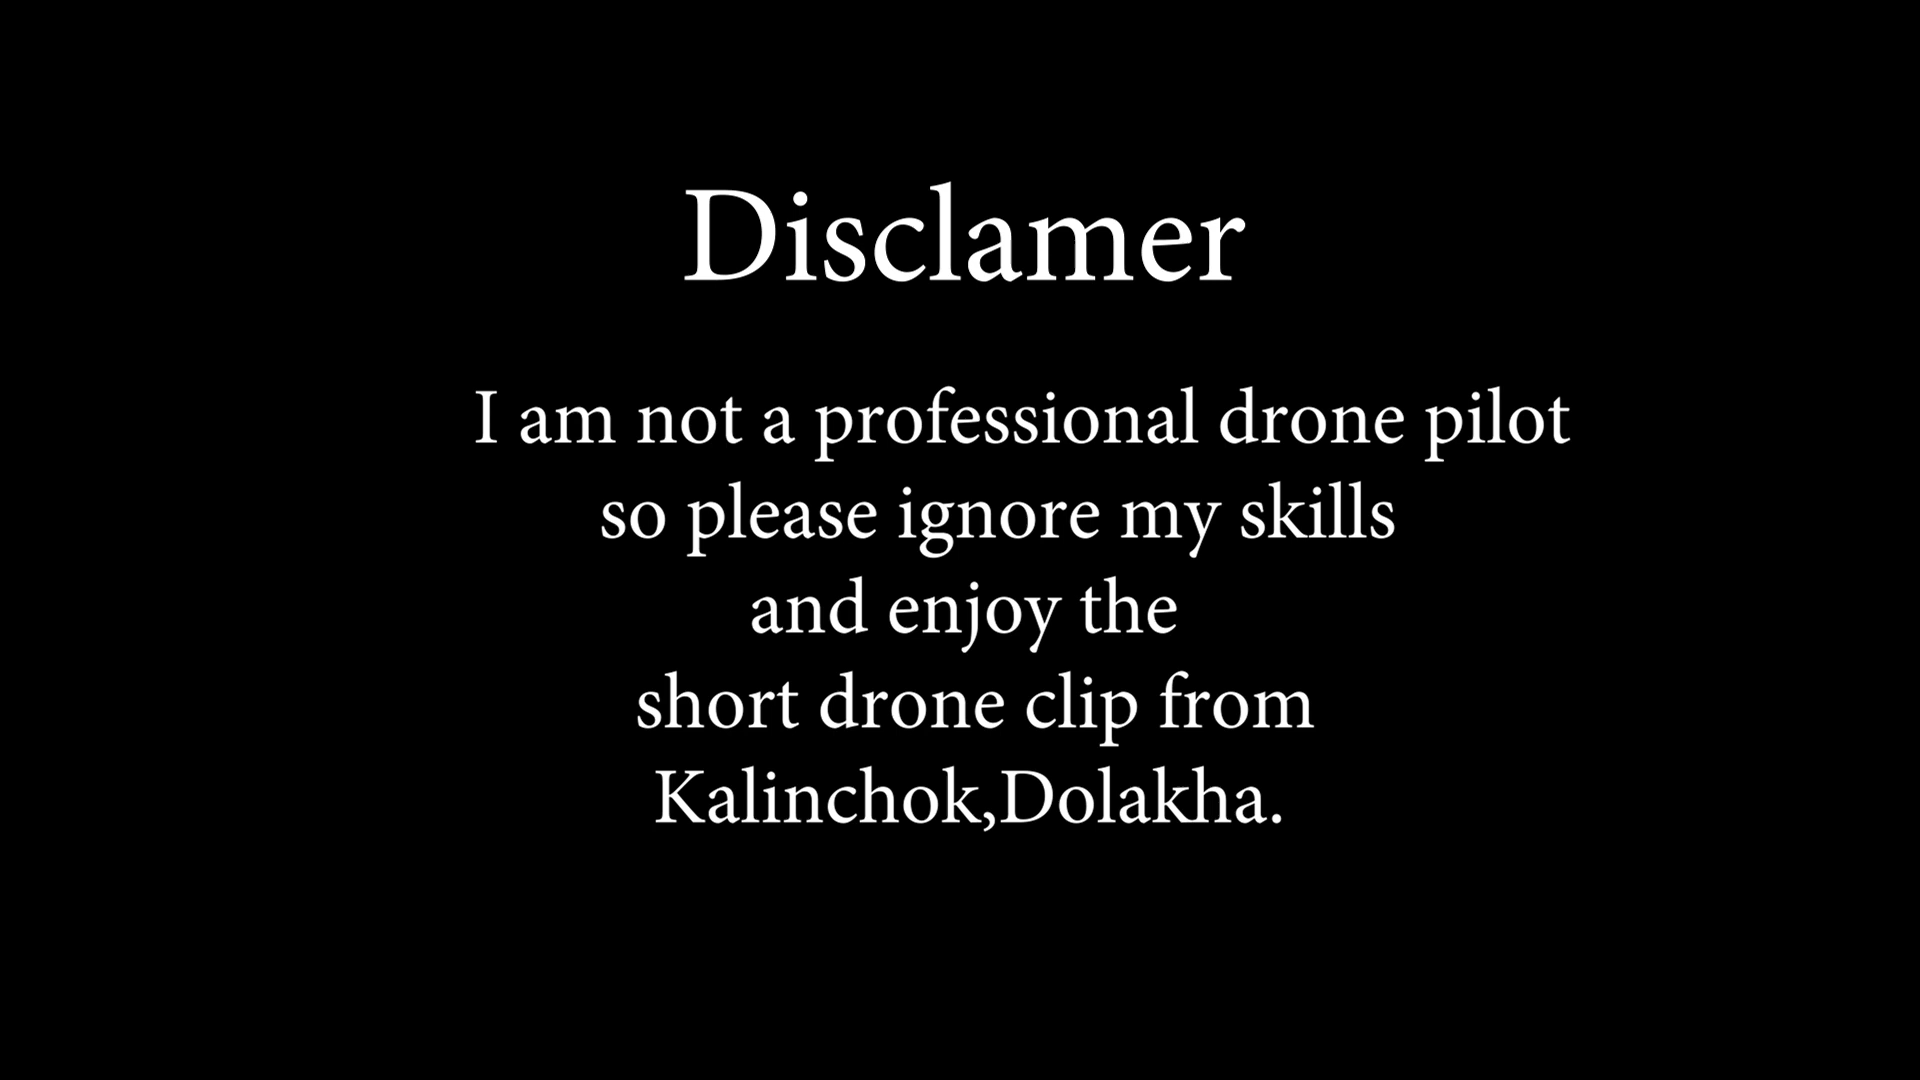 Disclamer
I am not a professional drone pilot
so please ignore my skills
and enjoy the
short drone clip from
Kalinchok,Dolakha.